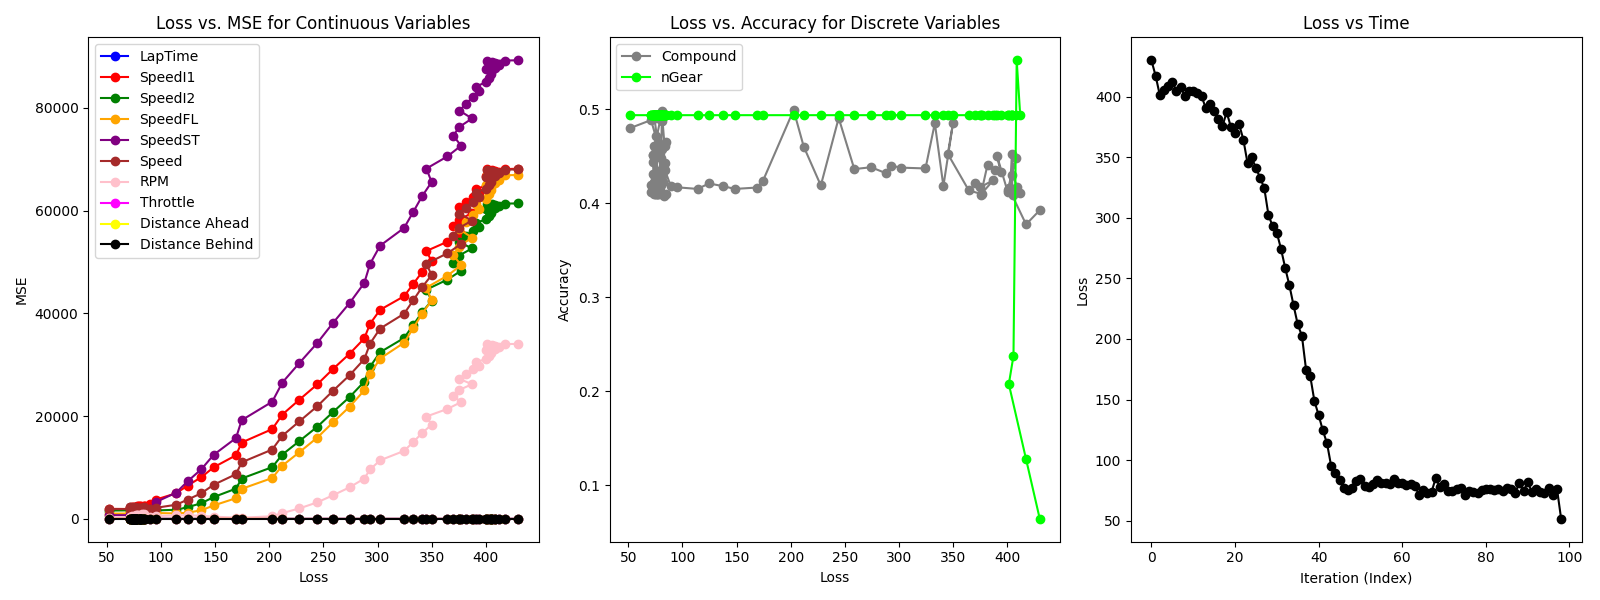 Loss vs. MSE for Continuous Variables
MSE
80000
60000
40000
20000
0
LapTime
SpeedI1
SpeedI2
SpeedFL
SpeedST
Speed
RPM
Throttle
Distance Ahead
Distance Behind
50 100 150 200 250 300 350 400
Loss
Loss vs. Accuracy for Discrete Variables
Accuracy
0.5
0.4
0.3
0.2
0.1
Compound
nGear
50 100 150 200 250 300 350 400
Loss
Loss vs Time
Loss
400
350
300
250
200
150
100
50
0 20 40 60 80 100
Iteration (Index)